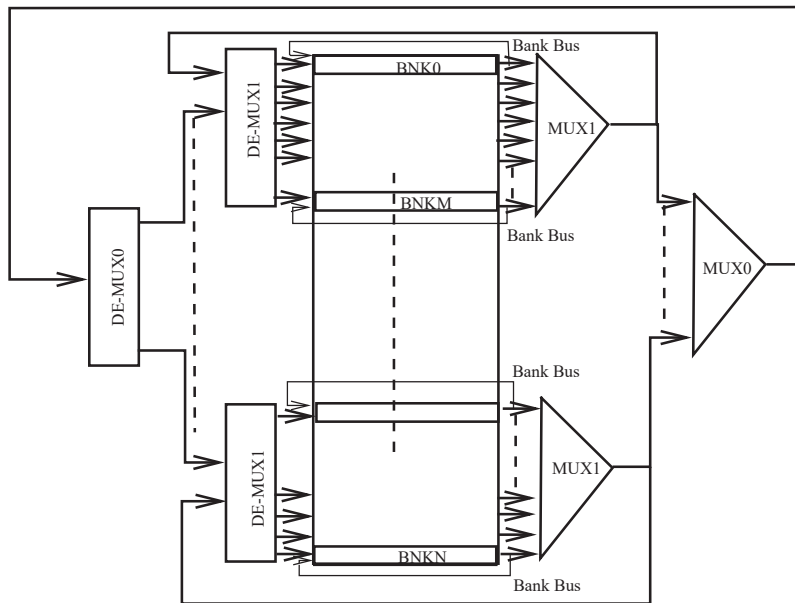 Bank Bus
BNK0
DE-MUX1
MUX1
BNKM
Bank Bus
DE-MUX0
MUX0
Bank Bus
DE-MUX1
MUX1
BNKN
Bank Bus